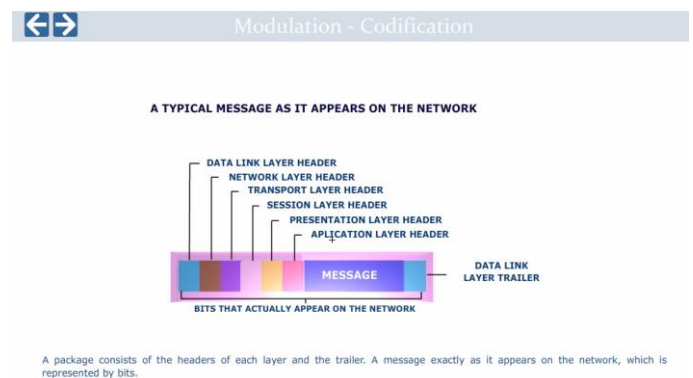 Modulation - Codification
A TYPICAL MESSAGE AS IT APPEARS ON THE NETWORK
DATA LINK LAYER HEADER
NETWORK LAYER HEADER
TRANSPORT LAYER HEADER
SESSION LAYER HEADER
PRESENTATION LAYER HEADER
APLICATION LAYER HEADER
MESSAGE
DATA LINK
LAYER TRAILER
BITS THAT ACTUALLY APPEAR ON THE NETWORK
A package consists of the headers of each layer and the trailer. A message exactly as it appears on the network, which is
represented by bits.